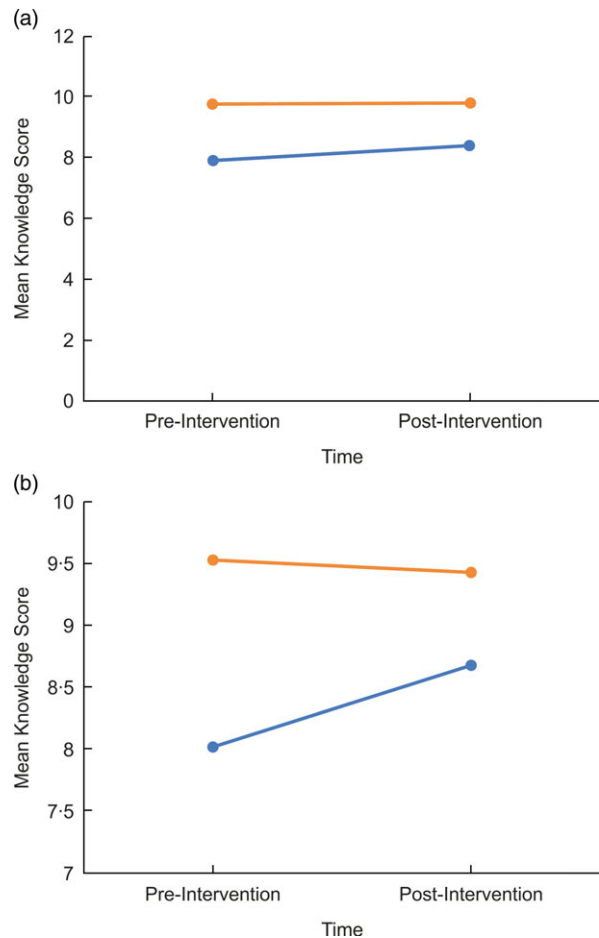 (a)
12
10
8
6
4
2
0
Mean Knowledge Score
Pre-Intervention Post-Intervention
Time
(b)
10
9·5
9
8·5
8
7·5
7
Mean Knowledge Score
Pre-Intervention Post-Intervention
Time